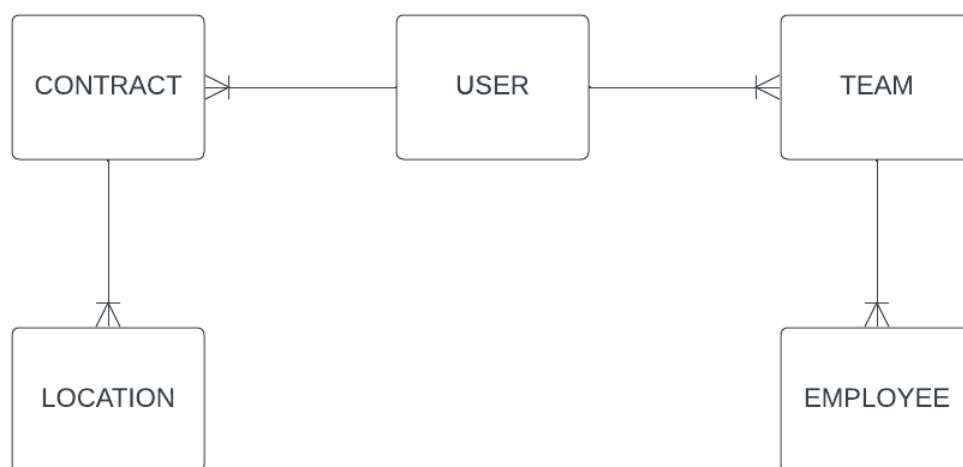 CONTRACT
USER
TEAM
LOCATION
EMPLOYEE